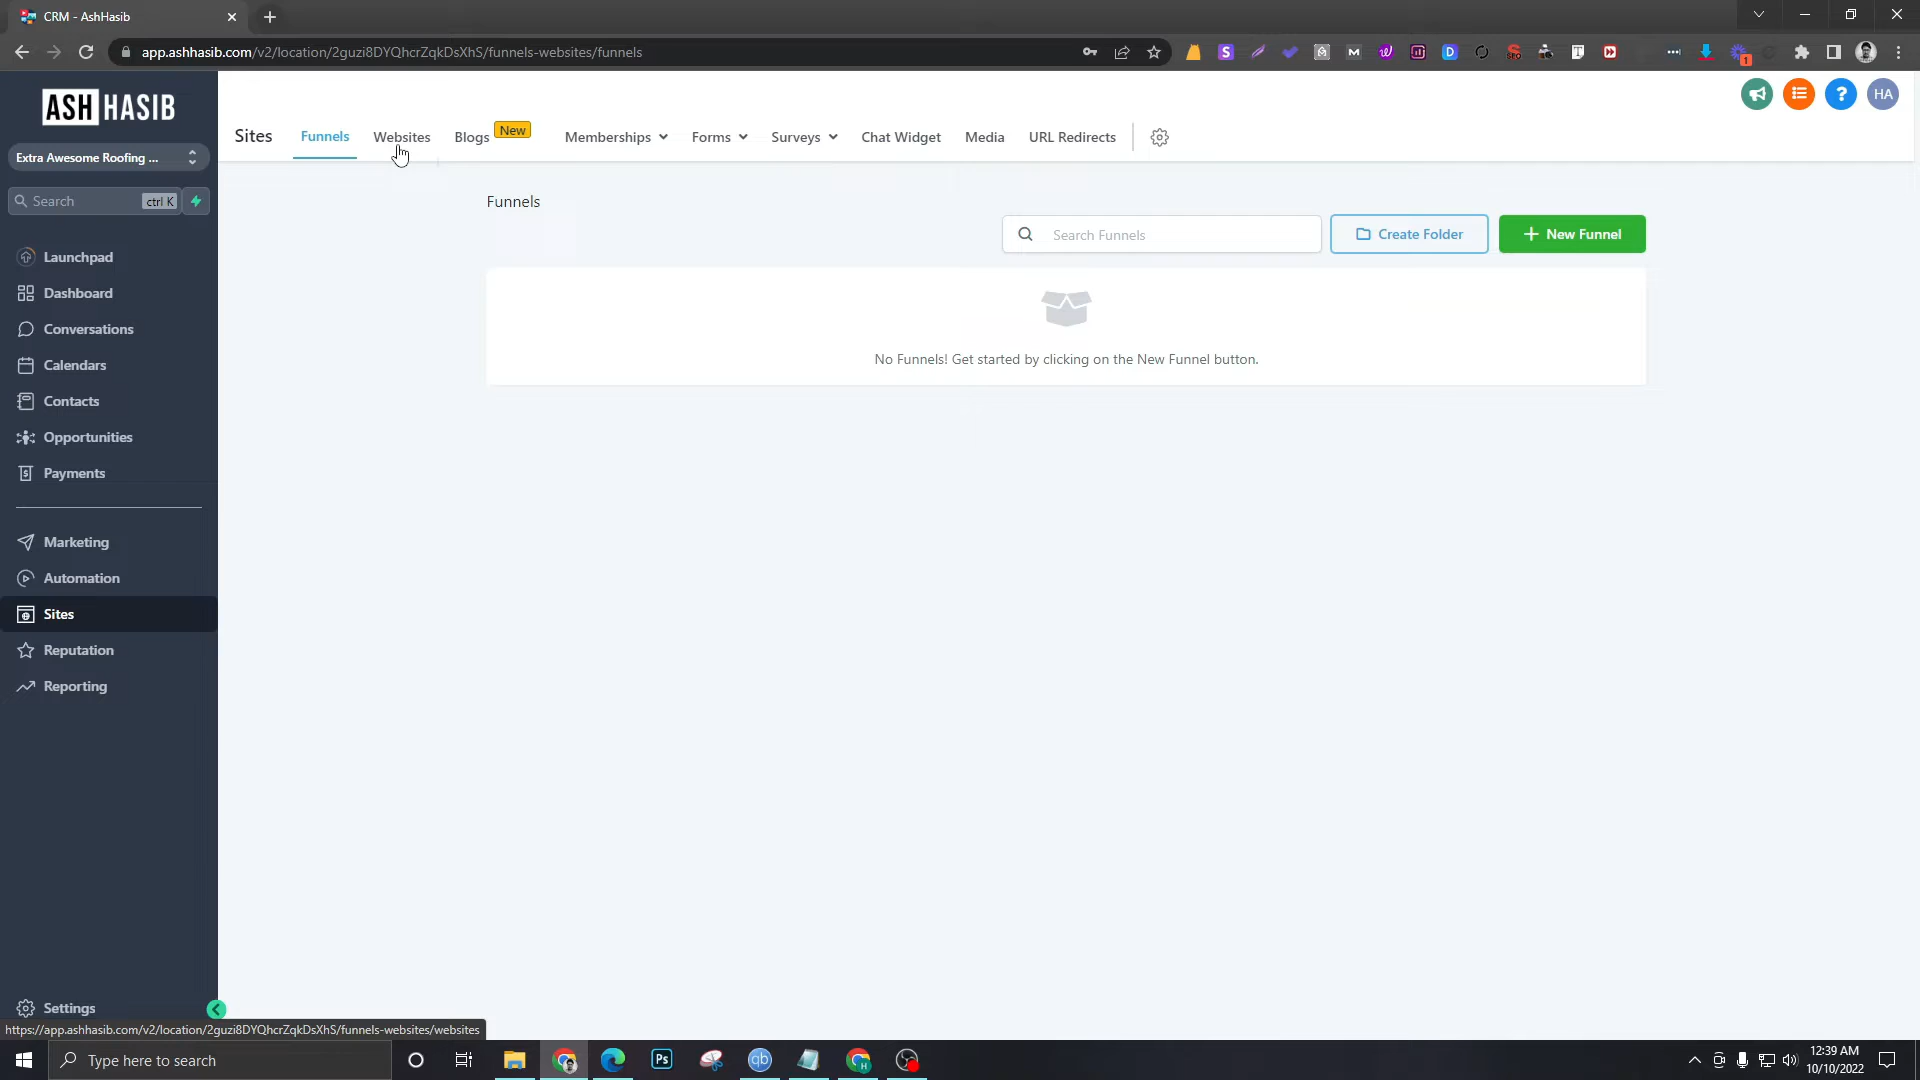 CRM - AshHasib
app.ashhasib.com/v2/location/2guzi8DYQhcrZqkDsXhS/funnels-websites/funnels
ASH HASIB
Extra Awesome Roofing ...
Search ctrl K
Launchpad
Dashboard
Conversations
Calendars
Contacts
Opportunities
Payments
Marketing
Automation
Sites
Reputation
Reporting
Settings
HA
Sites Funnels Websites Blogs New Memberships Forms Surveys Chat Widget Media URL Redirects
Funnels
Search Funnels Create Folder + New Funnel
No Funnels! Get started by clicking on the New Funnel button.
https://app.ashhasib.com/v2/location/2guzi8DYQhcrZqkDsXhS/funnels-websites/websites
Type here to search
Ps
qb
12:39 AM
10/10/2022